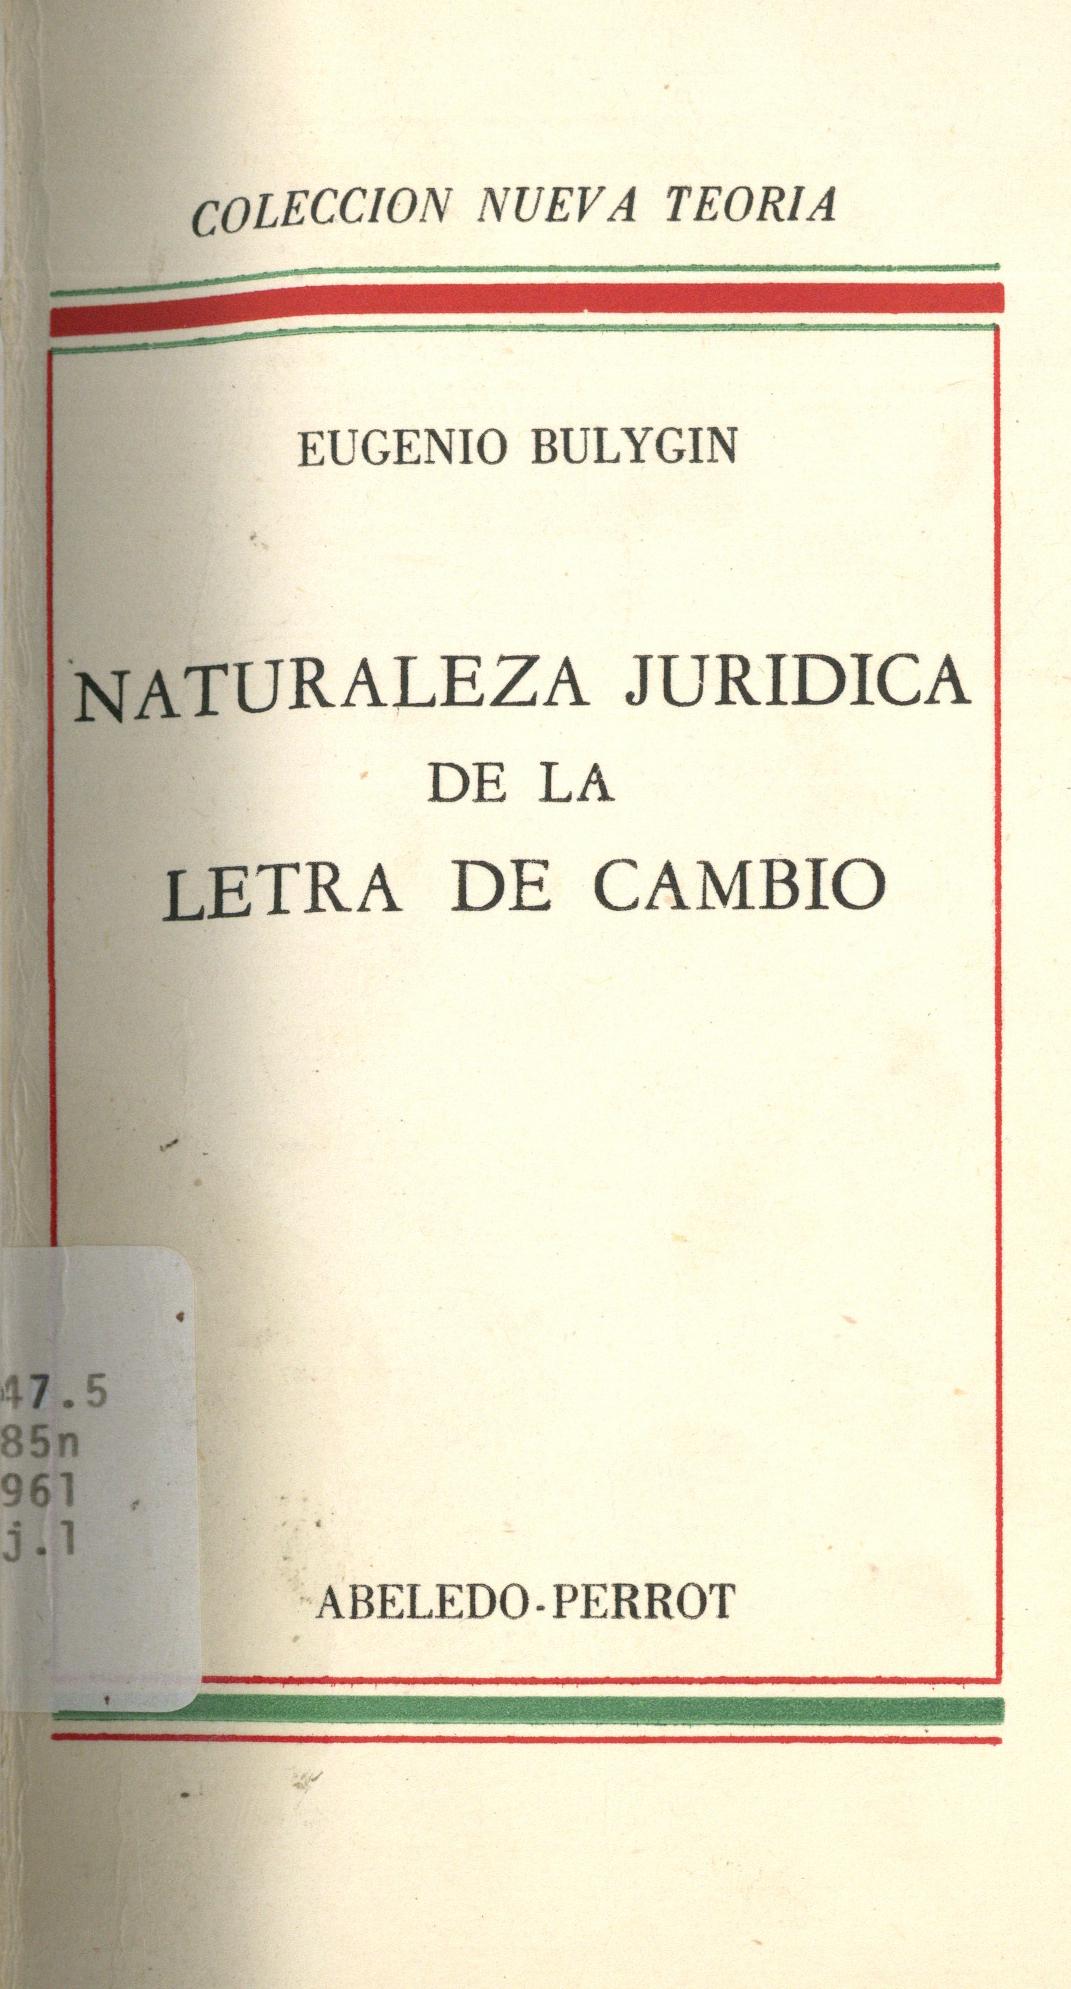 COLECCION NUEVA TEORIA
EUGENIO BULYGIN
NATURALEZA JURIDICA
DE LA
LETRA DE CAMBIO
47.5
85n
961
j.1
ABELEDO-PERROT